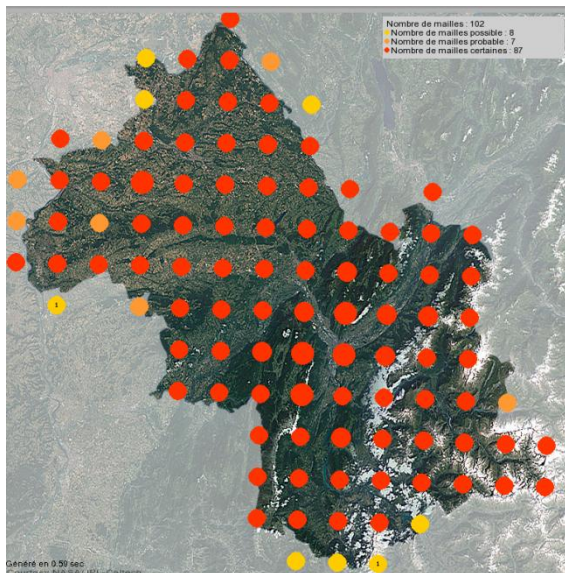 Nombre de mailles : 102
Nombre de mailles possible : 8
Nombre de mailles probable : 7
Nombre de mailles certaines : 87
1
1
Généré en 0.59 sec